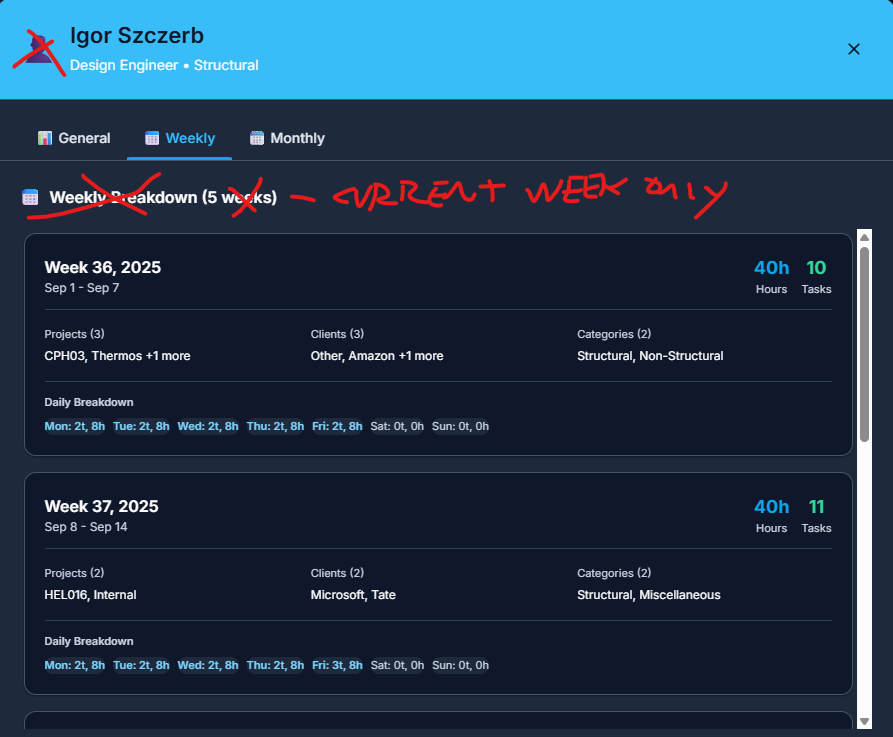 Igor Szczerb
Design Engineer • Structural
General Weekly Monthly
Weekly Breakdown (5 weeks) – CURRENT WEEK ONLY
Week 36, 2025
40h 10
Sep 1 - Sep 7
Hours Tasks
Projects (3) Clients (3) Categories (2)
CPH03, Thermos +1 more Other, Amazon +1 more Structural, Non-Structural
Daily Breakdown
Mon: 2t, 8h Tue: 2t, 8h Wed: 2t, 8h Thu: 2t, 8h Fri: 2t, 8h Sat: 0t, 0h Sun: 0t, 0h
Week 37, 2025
40h 11
Sep 8 - Sep 14
Hours Tasks
Projects (2) Clients (2) Categories (2)
HEL016, Internal Microsoft, Tate Structural, Miscellaneous
Daily Breakdown
Mon: 2t, 8h Tue: 2t, 8h Wed: 2t, 8h Thu: 2t, 8h Fri: 3t, 8h Sat: 0t, 0h Sun: 0t, 0h